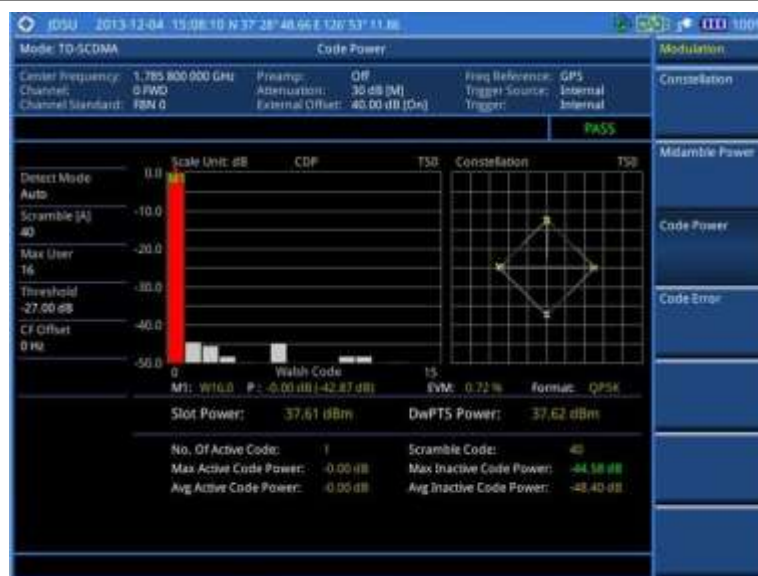 JDSU 2013-12-04 15:08:10 N 37° 28' 48.66 E 126° 53' 11.86 100%
Mode: TD-SCDMA Code Power Modulation
Center Frequency: 1.785 800 000 GHz Preamp: Off Freq Reference: GPS
Channel: 0 FWD Attenuation: 30 dB [M] Trigger Source: Internal
Channel Standard: FBN 0 External Offset: 40.00 dB [On] Trigger: Internal
PASS
Constellation
Midamble Power
Code Power
Code Error
Detect Mode
Auto
Scramble [A]
40
Max User
16
Threshold
-27.00 dB
CF Offset
0 Hz
Scale Unit: dB CDP TS0 Constellation TS0
0.0
-10.0
-20.0
-30.0
-40.0
-50.0
M1
0 Walsh Code 15
M1: W16.0 P: -0.00 dB (-42.87 dB) EVM: 0.72 % Format: QPSK
Slot Power: 37.61 dBm DwPTS Power: 37.62 dBm
No. Of Active Code: 1 Scramble Code: 40
Max Active Code Power: -0.00 dB Max Inactive Code Power: -44.58 dB
Avg Active Code Power: -0.00 dB Avg Inactive Code Power: -48.40 dB